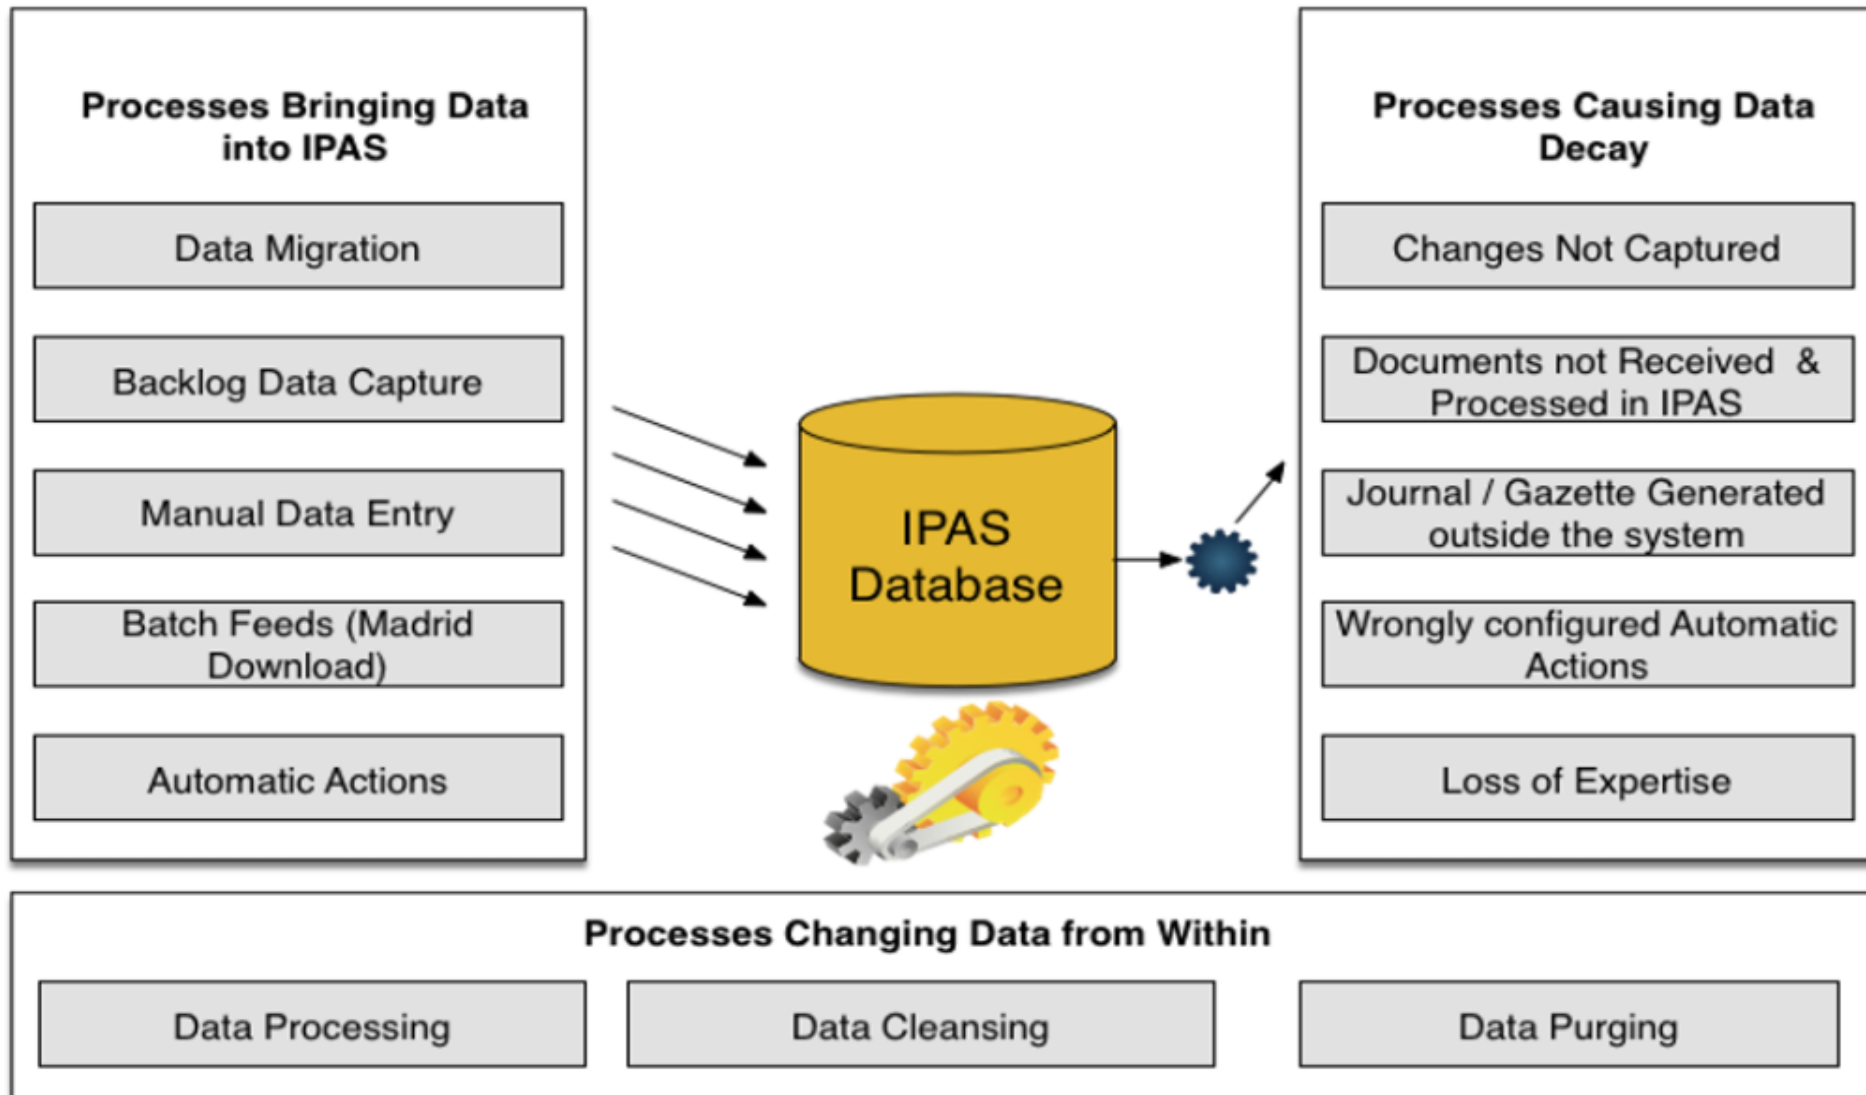 Processes Bringing Data
into IPAS
Data Migration
Backlog Data Capture
Manual Data Entry
Batch Feeds (Madrid
Download)
Automatic Actions
IPAS
Database
Processes Causing Data
Decay
Changes Not Captured
Documents not Received &
Processed in IPAS
Journal / Gazette Generated
outside the system
Wrongly configured Automatic
Actions
Loss of Expertise
Processes Changing Data from Within
Data Processing
Data Cleansing
Data Purging